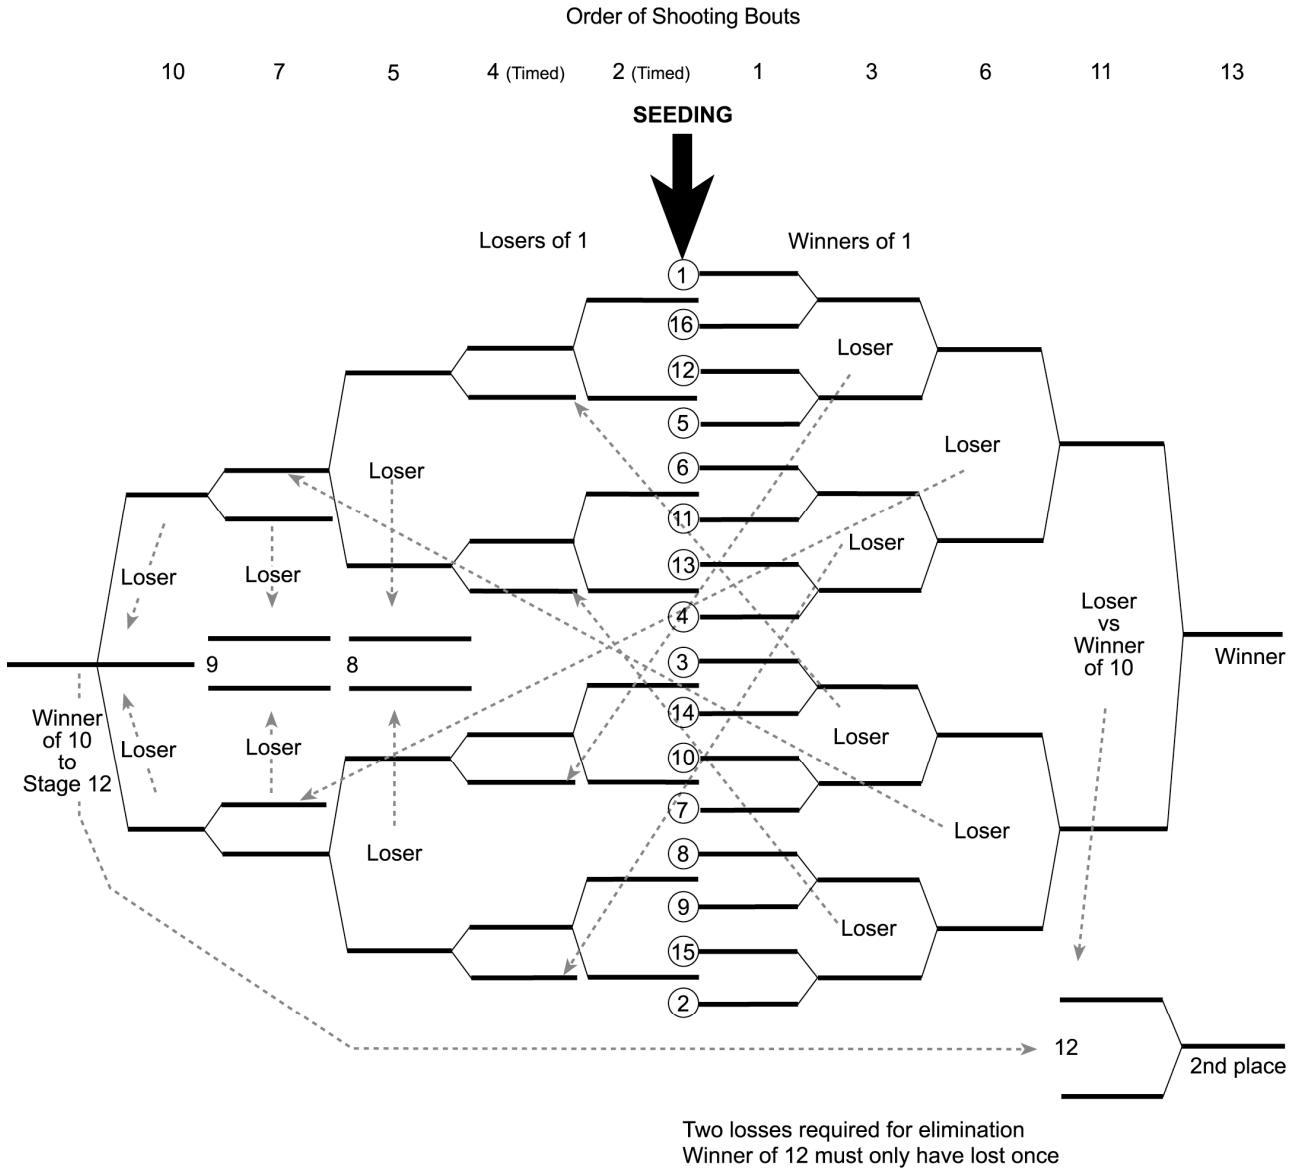 Order of Shooting Bouts
10 7 5 4 (Timed) 2 (Timed) 1 3 6 11 13
SEEDING
Losers of 1
Winners of 1
1
16
Loser
12
5
Loser
Loser
6
11
Loser
13
Loser
Loser
4
Loser
vs
Winner
of 10
3
9
8
Winner
14
Winner
of 10
to
Stage 12
Loser
Loser
Loser
10
7
Loser
8
Loser
9
Loser
15
2
12
2nd place
Two losses required for elimination
Winner of 12 must only have lost once